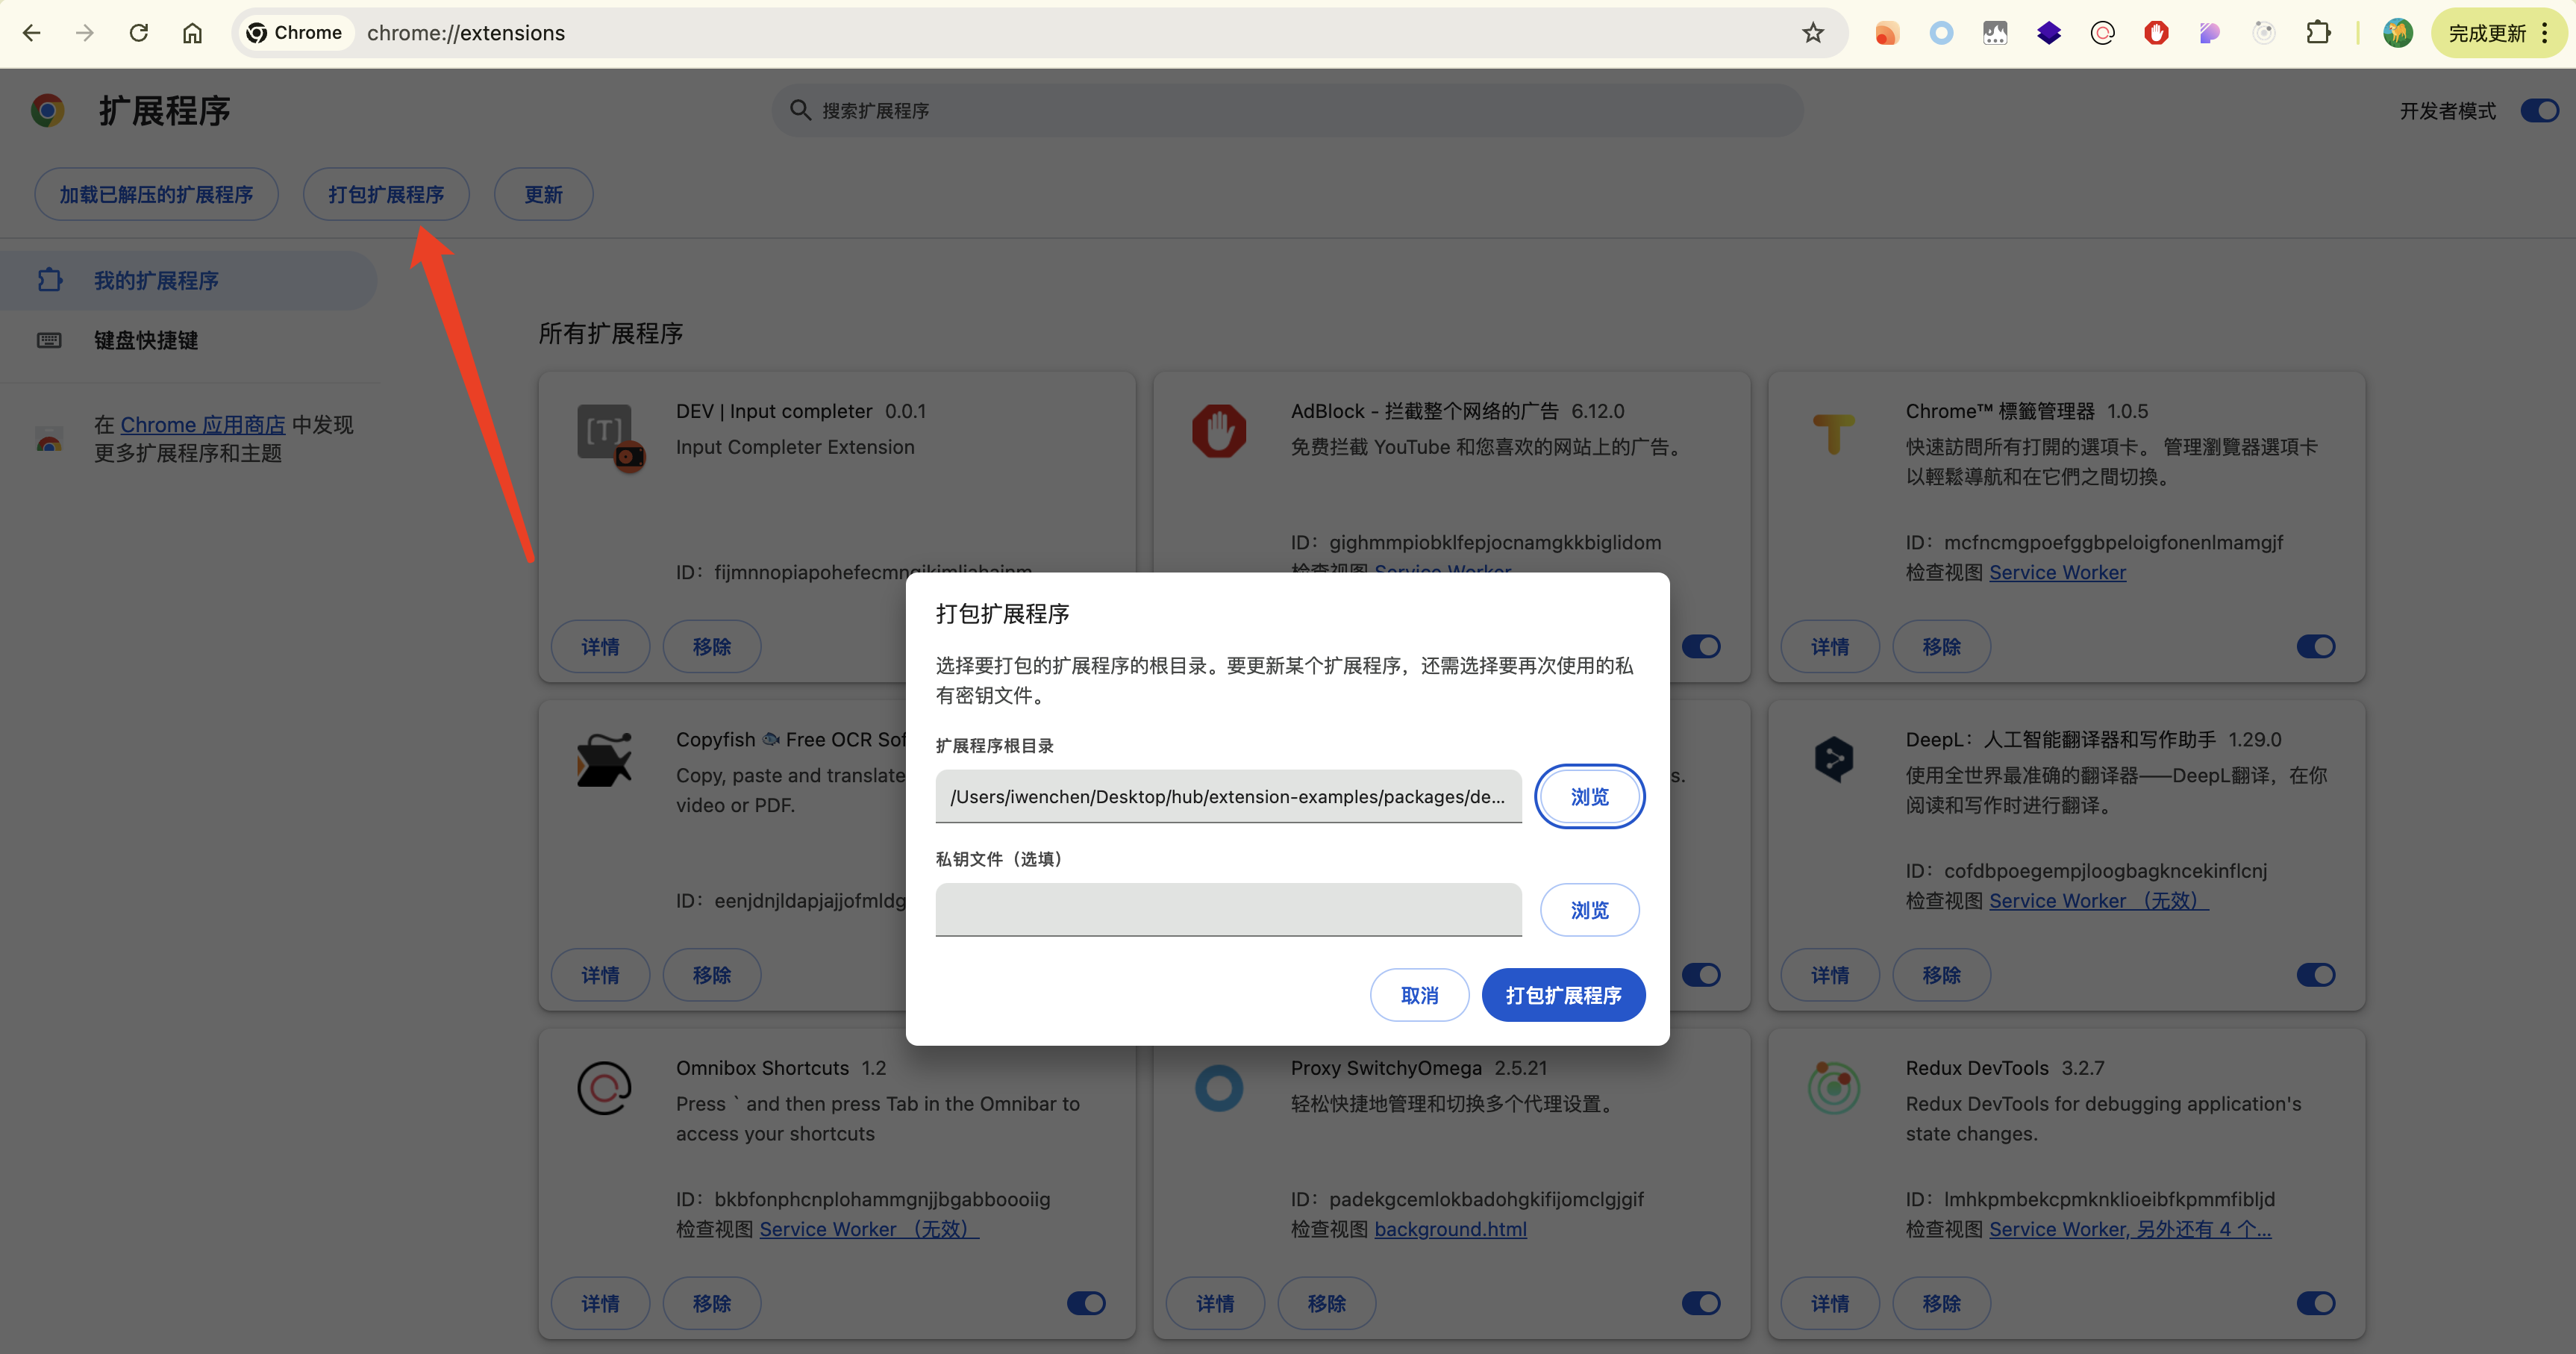 Chrome
chrome://extensions
完成更新
扩展程序
搜索扩展程序
开发者模式
加载已解压的扩展程序
打包扩展程序
更新
我的扩展程序
键盘快捷键
在 Chrome 应用商店 中发现
更多扩展程序和主题
所有扩展程序
DEV | Input completer 0.0.1
Input Completer Extension
详情
移除
AdBlock - 拦截整个网络的广告 6.12.0
免费拦截 YouTube 和您喜欢的网站上的广告。
ID：gighmmpiobklfepjocnamgkkbiglidom
检查视图 Service Worker
Chrome™ 標籤管理器 1.0.5
快速訪問所有打開的選項卡。 管理瀏覽器選項卡
以輕鬆導航和在它們之間切換。
ID：mcfncmgpoefggbpeloigfonenlmamgjf
检查视图 Service Worker
详情
移除
打包扩展程序
选择要打包的扩展程序的根目录。要更新某个扩展程序，还需选择要再次使用的私
有密钥文件。
扩展程序根目录
/Users/iwenchen/Desktop/hub/extension-examples/packages/de...
浏览
私钥文件（选填）
浏览
取消
打包扩展程序
Copyfish 🐟 Free OCR Sof
Copy, paste and translate
video or PDF.
ID：eenjdnjldapjajjofmldg
详情
移除
s.
DeepL：人工智能翻译器和写作助手 1.29.0
使用全世界最准确的翻译器——DeepL翻译，在你
阅读和写作时进行翻译。
ID：cofdbpoegempjloogbagkncekinflcnj
检查视图 Service Worker （无效）
详情
移除
Omnibox Shortcuts 1.2
Press ` and then press Tab in the Omnibar to
access your shortcuts
ID：bkbfonphcnplohammgnjjbgabboooiig
检查视图 Service Worker （无效）
详情
移除
Proxy SwitchyOmega 2.5.21
轻松快捷地管理和切换多个代理设置。
ID：padekgcemlokbadohgkifijomclgjgif
检查视图 background.html
详情
移除
Redux DevTools 3.2.7
Redux DevTools for debugging application's
state changes.
ID：lmhkpmbekcpmknklioeibfkpmmfibljd
检查视图 Service Worker, 另外还有 4 个...
详情
移除